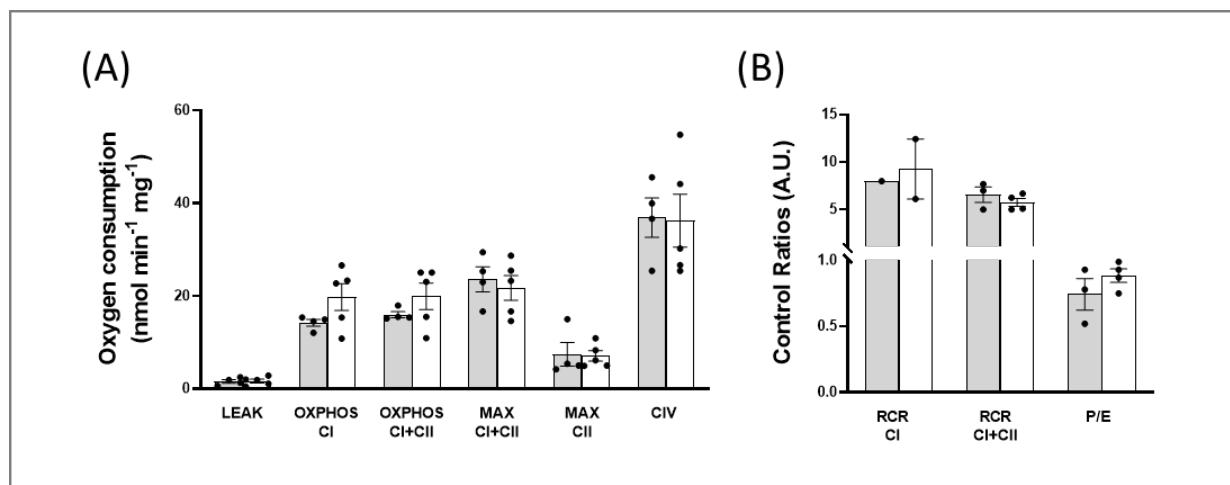 (A)
Oxygen consumption
(nmol min⁻¹ mg⁻¹)
60
40
20
0
LEAK
OXPHOS
CI
OXPHOS
CI+CII
MAX
CI+CII
MAX
CII
CIV
(B)
Control Ratios (A.U.)
15
10
5
1.0
0.5
0.0
RCR
CI
RCR
CI+CII
P/E